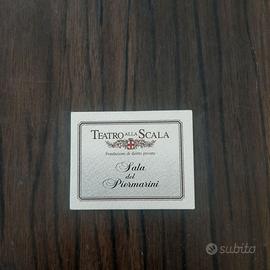 TEATRO ALLA SCALA
Fondazione di diritto privato
Sala
del
Piermarini
subito